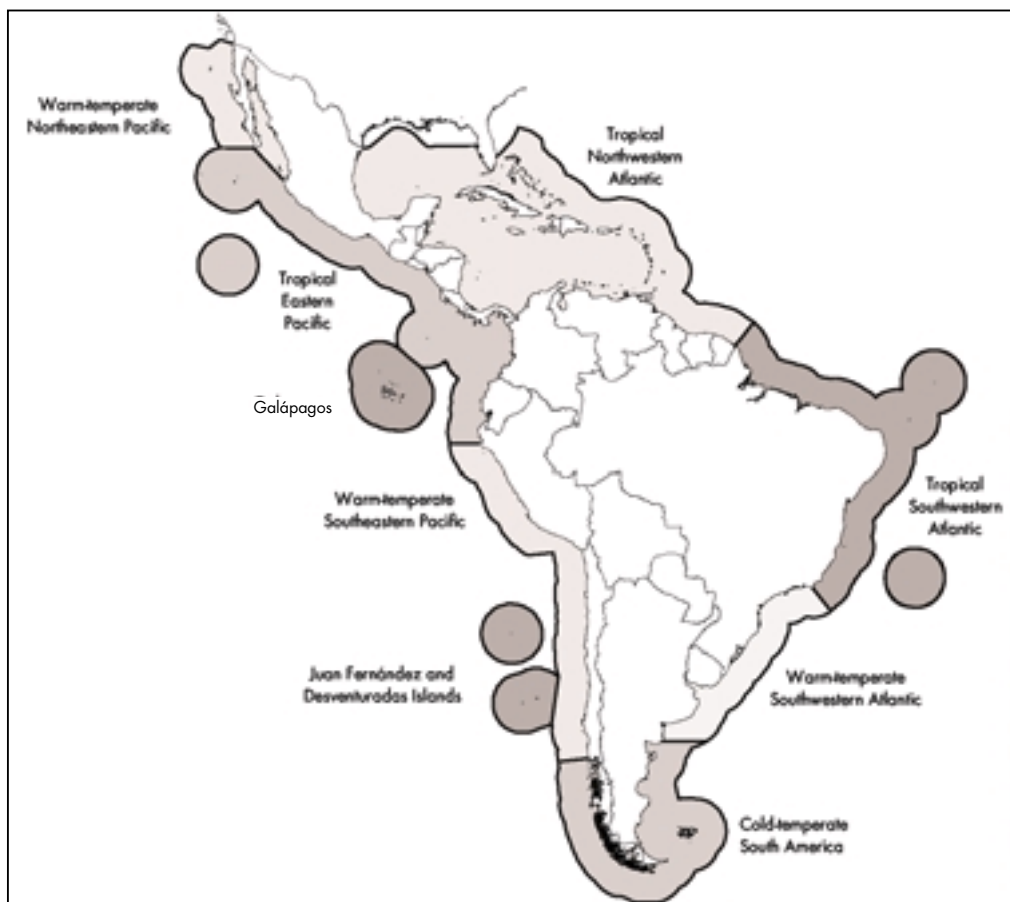 Warm-temperate
Northeastern Pacific
Tropical
Northwestern
Atlantic
Tropical
Eastern
Pacific
Galápagos
Warm-temperate
Southeastern Pacific
Tropical
Southwestern
Atlantic
Juan Fernández and
Desventuradas Islands
Warm-temperate
Southwestern Atlantic
Cold-temperate
South America